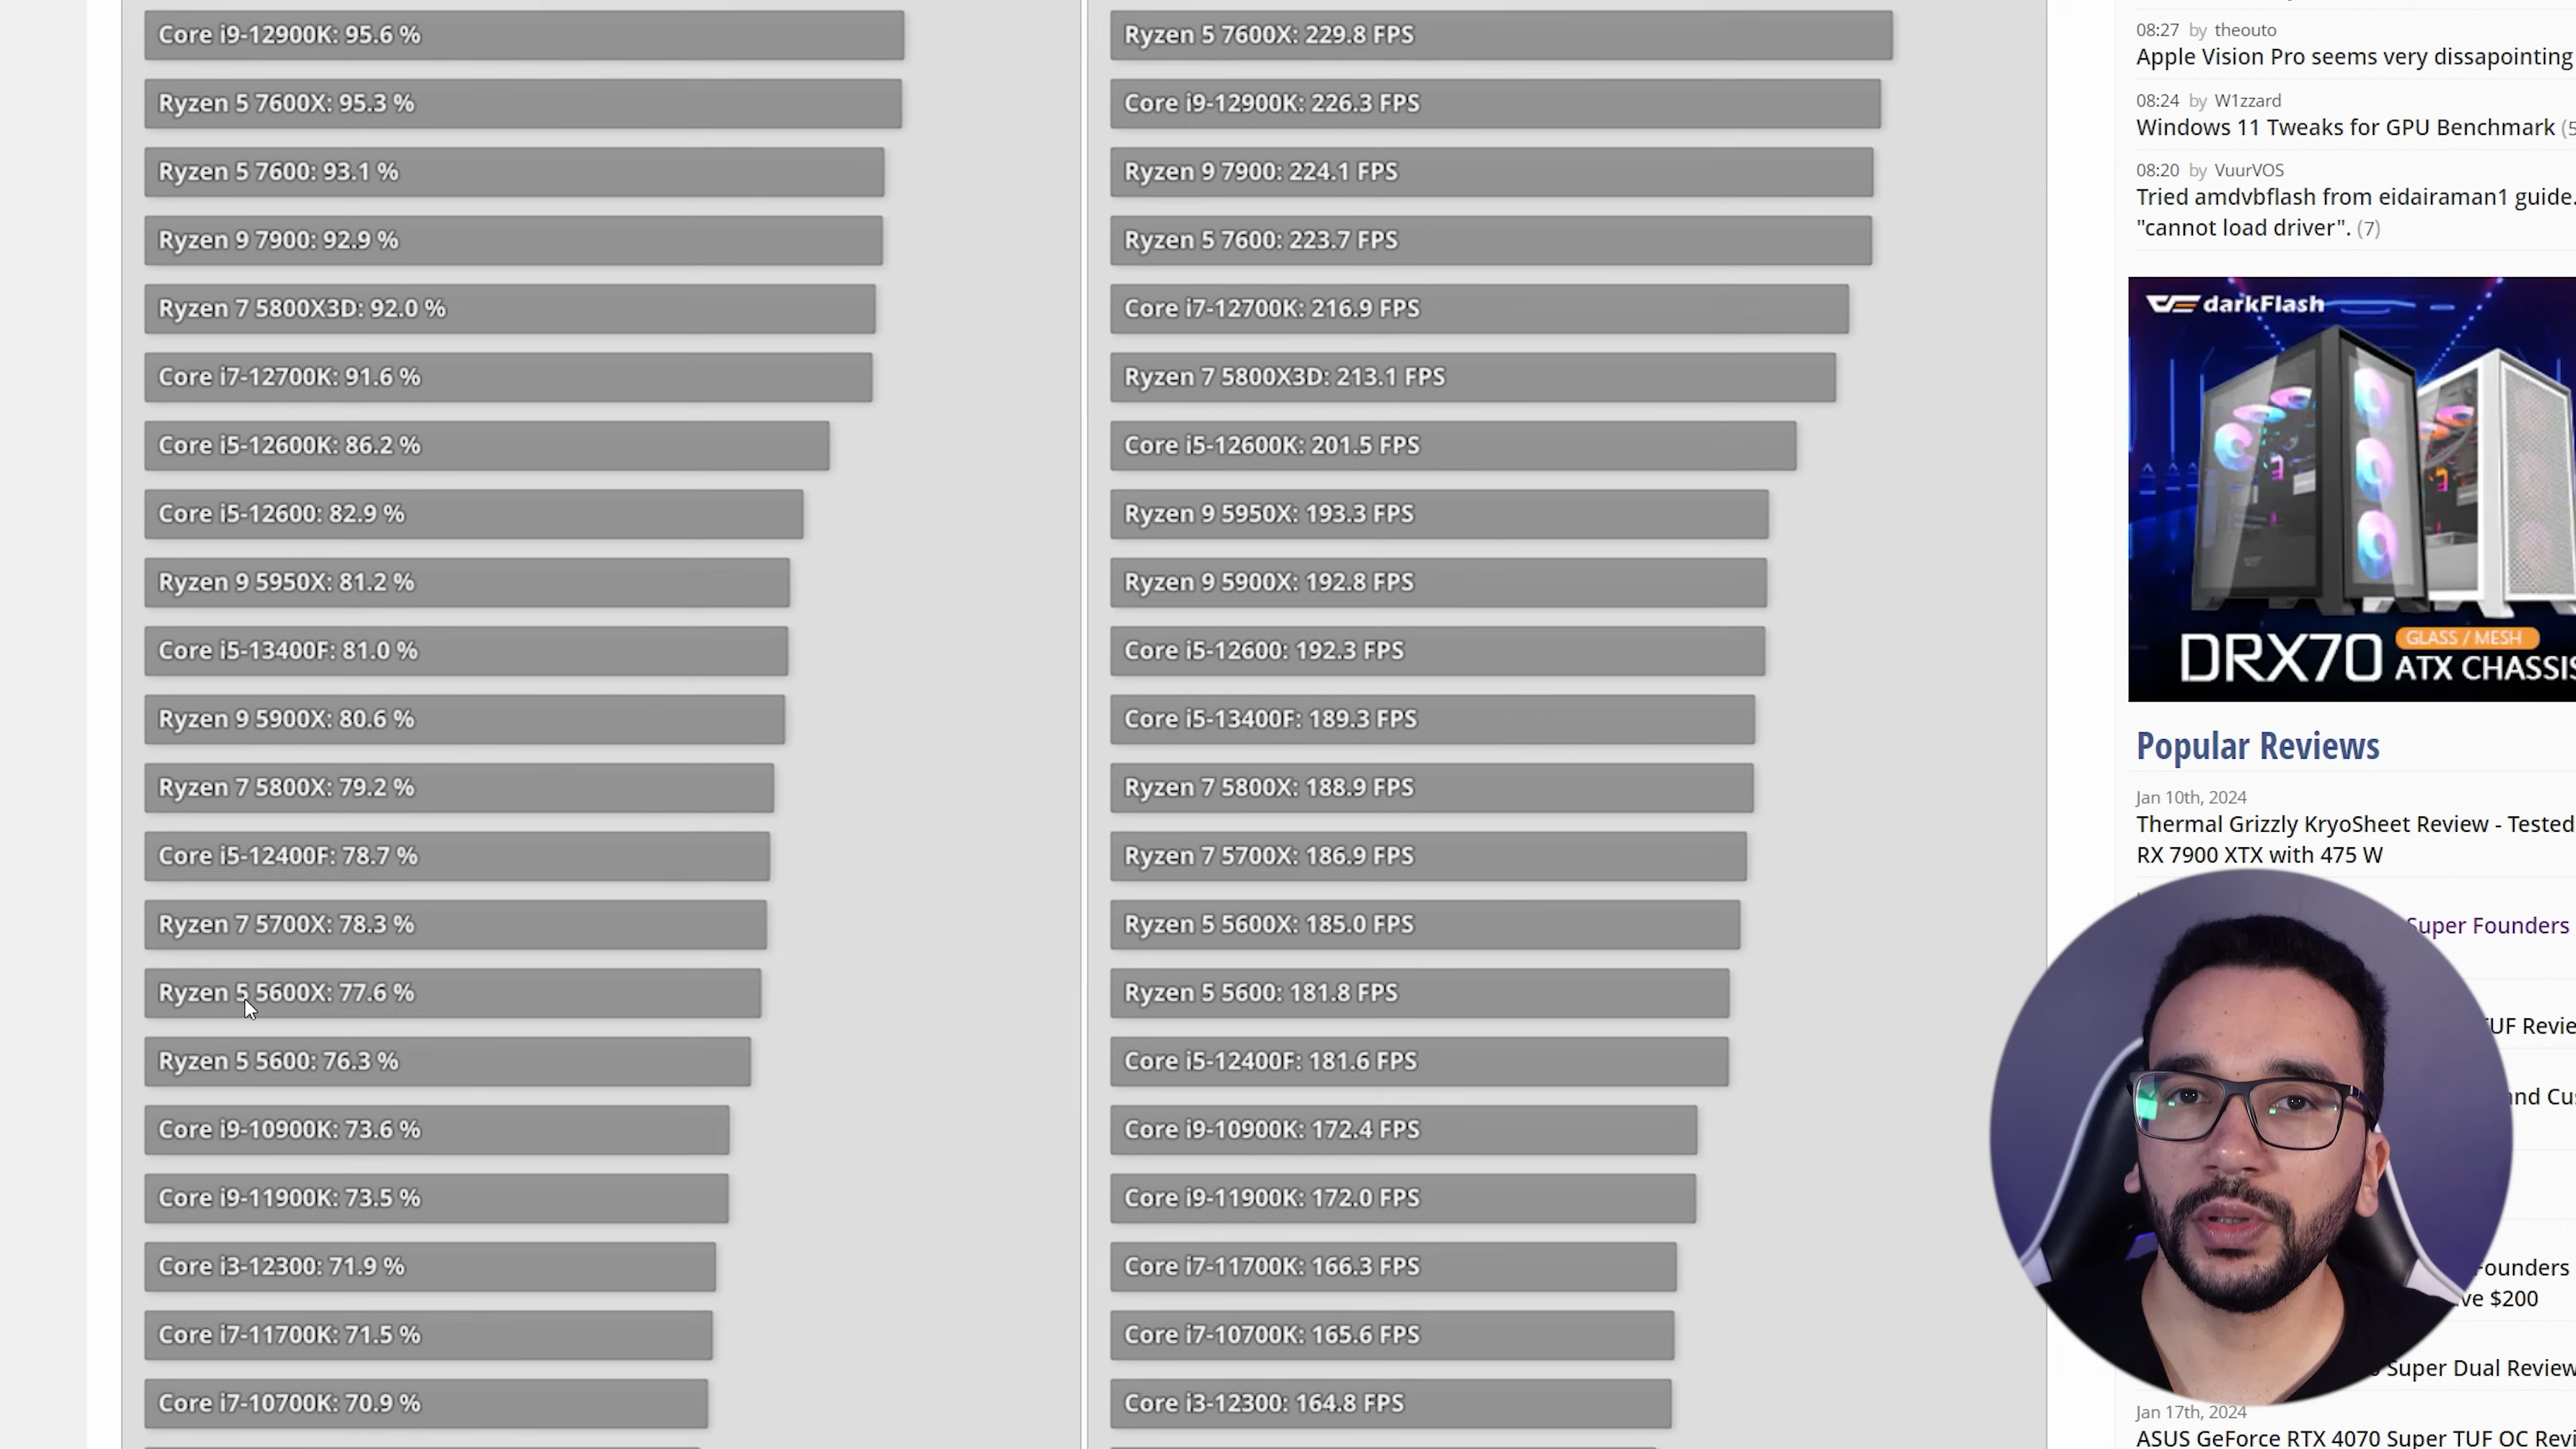 Core i9-12900K: 95.6 %
Ryzen 5 7600X: 95.3 %
Ryzen 5 7600: 93.1 %
Ryzen 9 7900: 92.9 %
Ryzen 7 5800X3D: 92.0 %
Core i7-12700K: 91.6 %
Core i5-12600K: 86.2 %
Core i5-12600: 82.9 %
Ryzen 9 5950X: 81.2 %
Core i5-13400F: 81.0 %
Ryzen 9 5900X: 80.6 %
Ryzen 7 5800X: 79.2 %
Core i5-12400F: 78.7 %
Ryzen 7 5700X: 78.3 %
Ryzen 5 5600X: 77.6 %
Ryzen 5 5600: 76.3 %
Core i9-10900K: 73.6 %
Core i9-11900K: 73.5 %
Core i3-12300: 71.9 %
Core i7-11700K: 71.5 %
Core i7-10700K: 70.9 %
Ryzen 5 7600X: 229.8 FPS
Core i9-12900K: 226.3 FPS
Ryzen 9 7900: 224.1 FPS
Ryzen 5 7600: 223.7 FPS
Core i7-12700K: 216.9 FPS
Ryzen 7 5800X3D: 213.1 FPS
Core i5-12600K: 201.5 FPS
Ryzen 9 5950X: 193.3 FPS
Ryzen 9 5900X: 192.8 FPS
Core i5-12600: 192.3 FPS
Core i5-13400F: 189.3 FPS
Ryzen 7 5800X: 188.9 FPS
Ryzen 7 5700X: 186.9 FPS
Ryzen 5 5600X: 185.0 FPS
Ryzen 5 5600: 181.8 FPS
Core i5-12400F: 181.6 FPS
Core i9-10900K: 172.4 FPS
Core i9-11900K: 172.0 FPS
Core i7-11700K: 166.3 FPS
Core i7-10700K: 165.6 FPS
Core i3-12300: 164.8 FPS
08:27 by theouto
Apple Vision Pro seems very dissapointing
08:24 by W1zzard
Windows 11 Tweaks for GPU Benchmark (5
08:20 by VuurVOS
Tried amdvbflash from eidairaman1 guide.
"cannot load driver". (7)
darkFlash
DRX70
GLASS / MESH
ATX CHASSIS
Popular Reviews
Jan 10th, 2024
Thermal Grizzly KryoSheet Review - Tested
RX 7900 XTX with 475 W
Super Founders
UF Revie
nd Cu
Founders
ve $200
Super Dual Review
Jan 17th, 2024
ASUS GeForce RTX 4070 Super TUF OC Revi